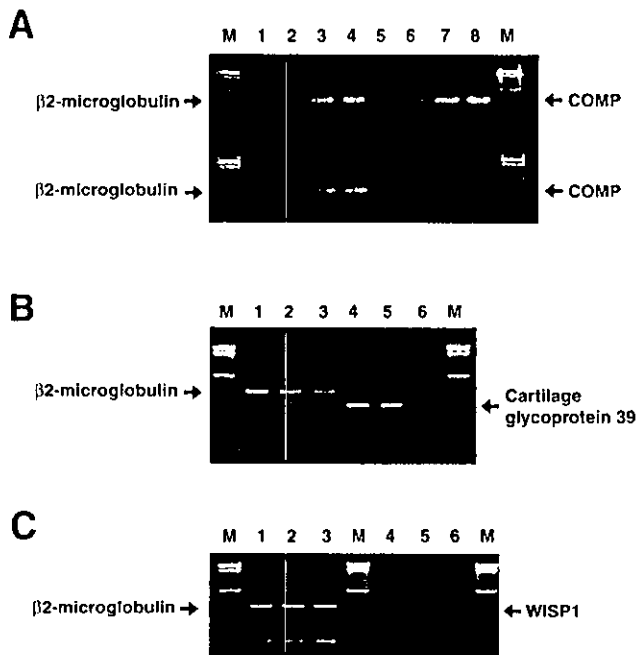 A
M 1 2 3 4 5 6 7 8 M
β2-microglobulin COMP
β2-microglobulin COMP
B
M 1 2 3 4 5 6 M
β2-microglobulin
Cartilage
glycoprotein 39
C
M 1 2 3 M 4 5 6 M
β2-microglobulin WISP1